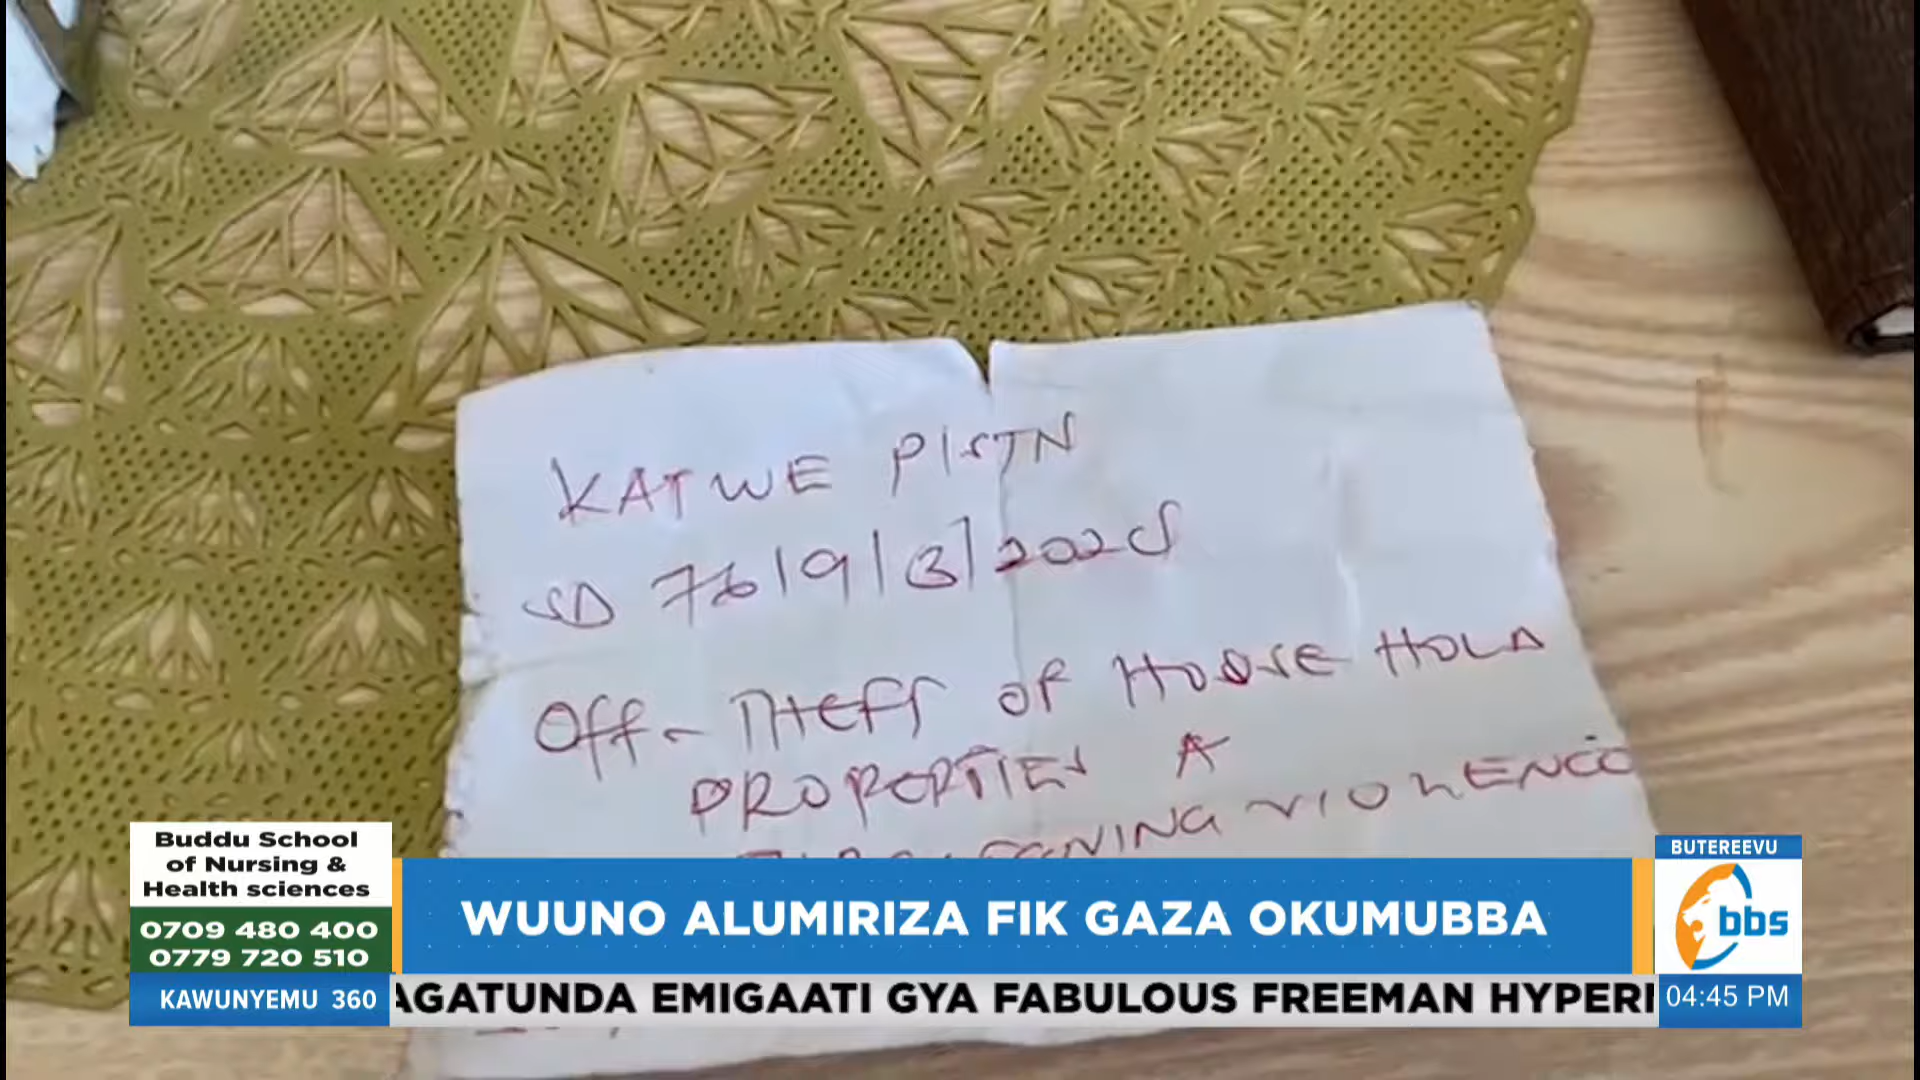 KATWE P/STN
SD 76/9/3/2025
Off- THEFT OF HOUSE HOLD
PROPERTIES A
VIOLENCE
Buddu School
of Nursing &
Health sciences
0709 480 400
0779 720 510
WUUNO ALUMIRIZA FIK GAZA OKUMUBBA
BUTEREEVU
bbs
KAWUNYEMU 360
AGATUNDA EMIGAATI GYA FABULOUS FREEMAN HYPER
04:45 PM